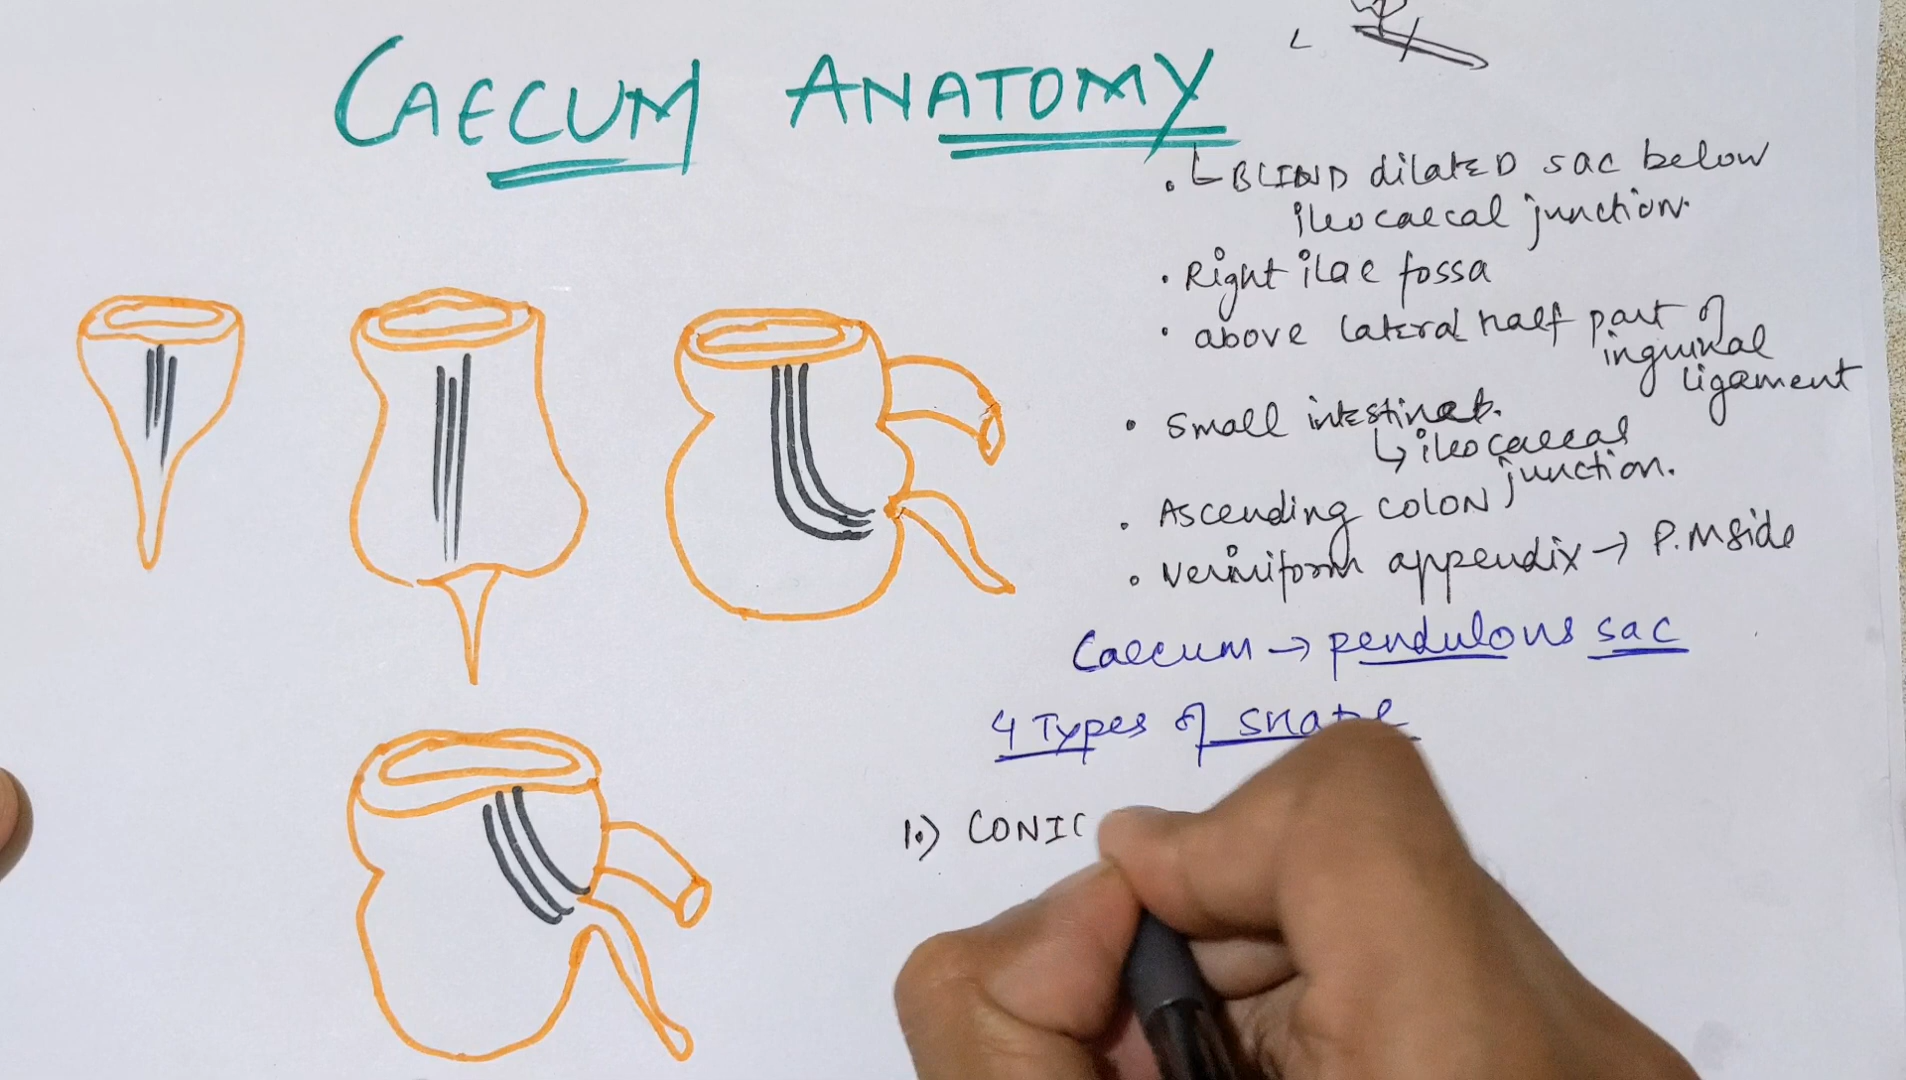 CAECUM ANATOMY
. ↳ BLIND dilatED sac below
ileocaecal junction.
. Right ilac fossa
. above lateral half part of
inguinal
ligament
. Small intestine
↳ ileocaecal
junction.
. Ascending COLON
. Vermiform appendix → P.M side
Caecum → pendulous sac
4 Types of shape
1.) CONIC